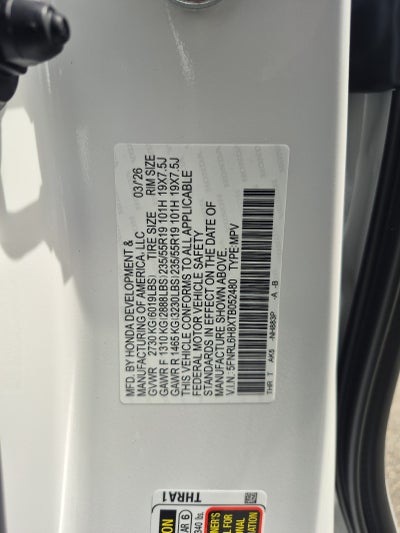 MFD. BY HONDA DEVELOPMENT &
MANUFACTURING OF AMERICA, LLC 03/26
GVWR 2730 KG(6019LBS) TIRE SIZE RIM SIZE
GAWR F 1310 KG(2888LBS)235/55R19 101H 19X7.5J
GAWR R 1465 KG(3230LBS)235/55R19 101H 19X7.5J
THIS VEHICLE CONFORMS TO ALL APPLICABLE
FEDERAL MOTOR VEHICLE SAFETY
STANDARDS IN EFFECT ON THE DATE OF
MANUFACTURE SHOWN ABOVE.
V.I.N.: 5FNRL6H8XTB052480 TYPE: MPV
THR T AK5 -NH883P -A -B
THRA1